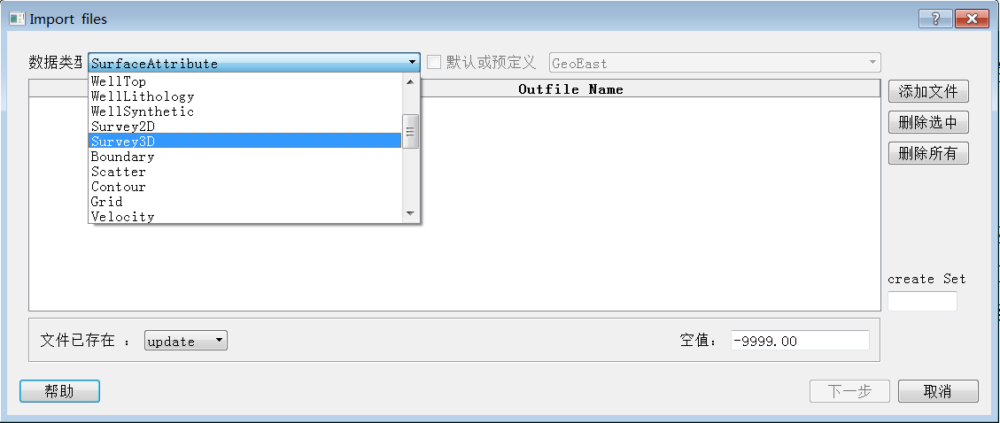 Import files
数据类型 SurfaceAttribute 默认或预定义 GeoEast
Outfile Name
WellTop
WellLithology
WellSynthetic
Survey2D
Survey3D
Boundary
Scatter
Contour
Grid
Velocity
添加文件
删除选中
删除所有
create Set
文件已存在 ： update 空值： -9999.00
帮助 下一步 取消